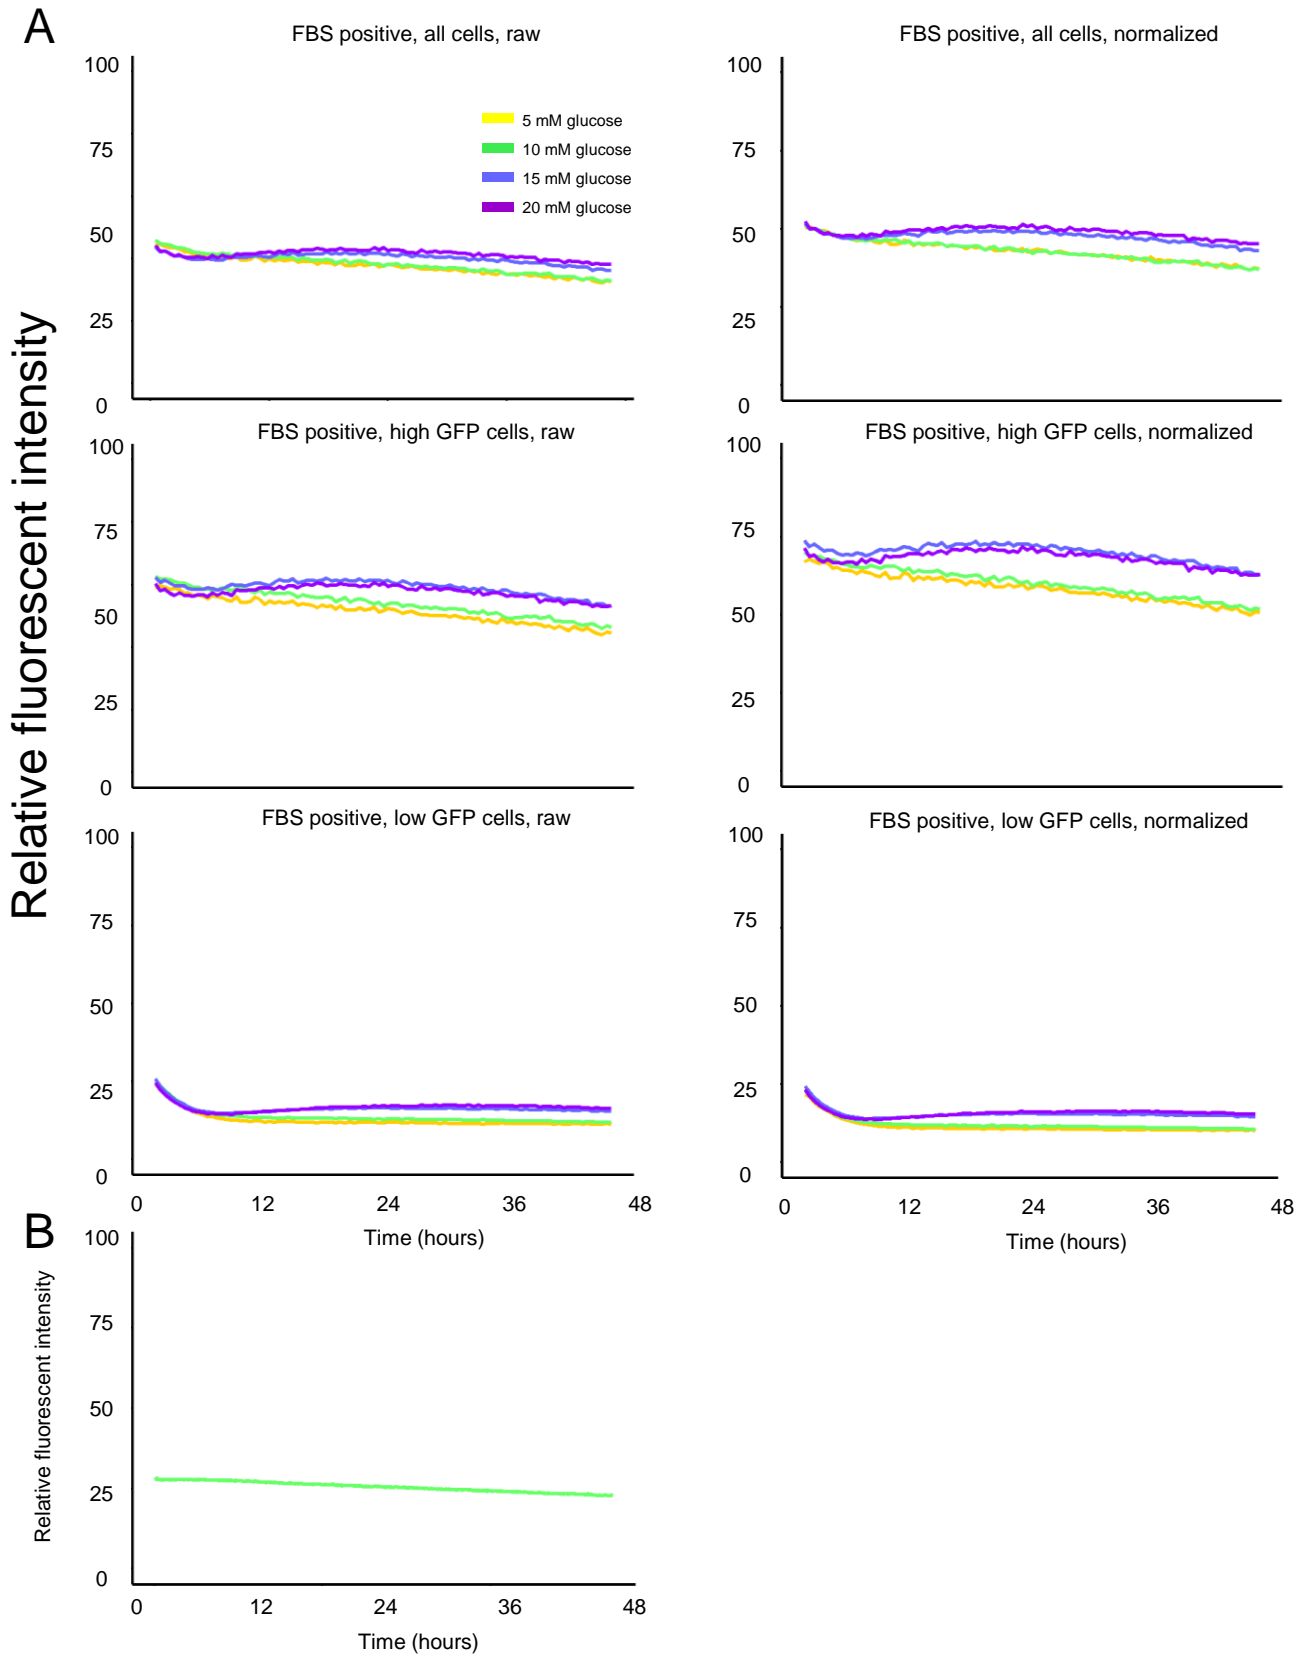 A
FBS positive, all cells, raw
100
75
50
25
0
5 mM glucose
10 mM glucose
15 mM glucose
20 mM glucose
FBS positive, all cells, normalized
100
75
50
25
0
Relative fluorescent intensity
FBS positive, high GFP cells, raw
100
75
50
25
0
FBS positive, high GFP cells, normalized
100
75
50
25
0
FBS positive, low GFP cells, raw
100
75
50
25
0
0 12 24 36 48
Time (hours)
FBS positive, low GFP cells, normalized
100
75
50
25
0
0 12 24 36 48
Time (hours)
B
Relative fluorescent intensity
100
75
50
25
0
0 12 24 36 48
Time (hours)